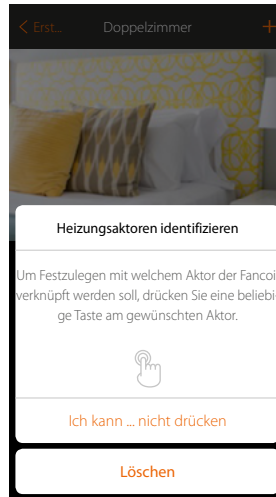 < Erst... Doppelzimmer +
Heizungsaktoren identifizieren
Um Festzulegen mit welchem Aktor der Fancoi
verknüpft werden soll, drücken Sie eine beliebi-
ge Taste am gewünschten Aktor.
Ich kann ... nicht drücken
Löschen